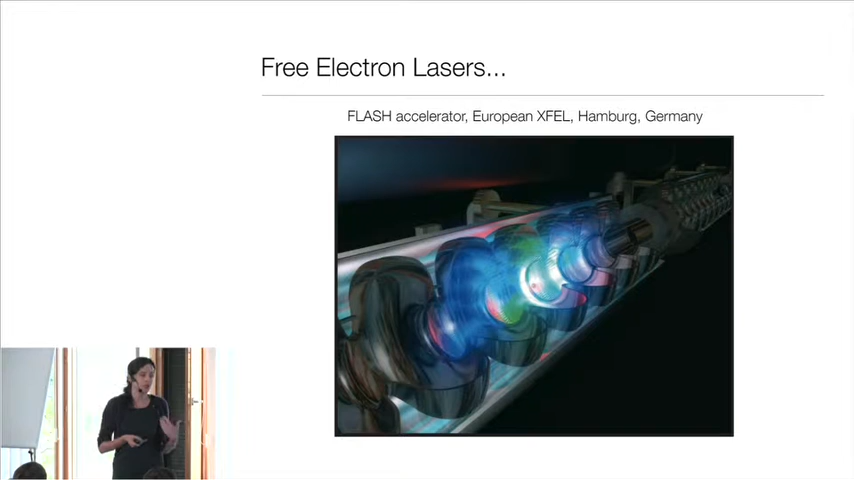 Free Electron Lasers...
FLASH accelerator, European XFEL, Hamburg, Germany